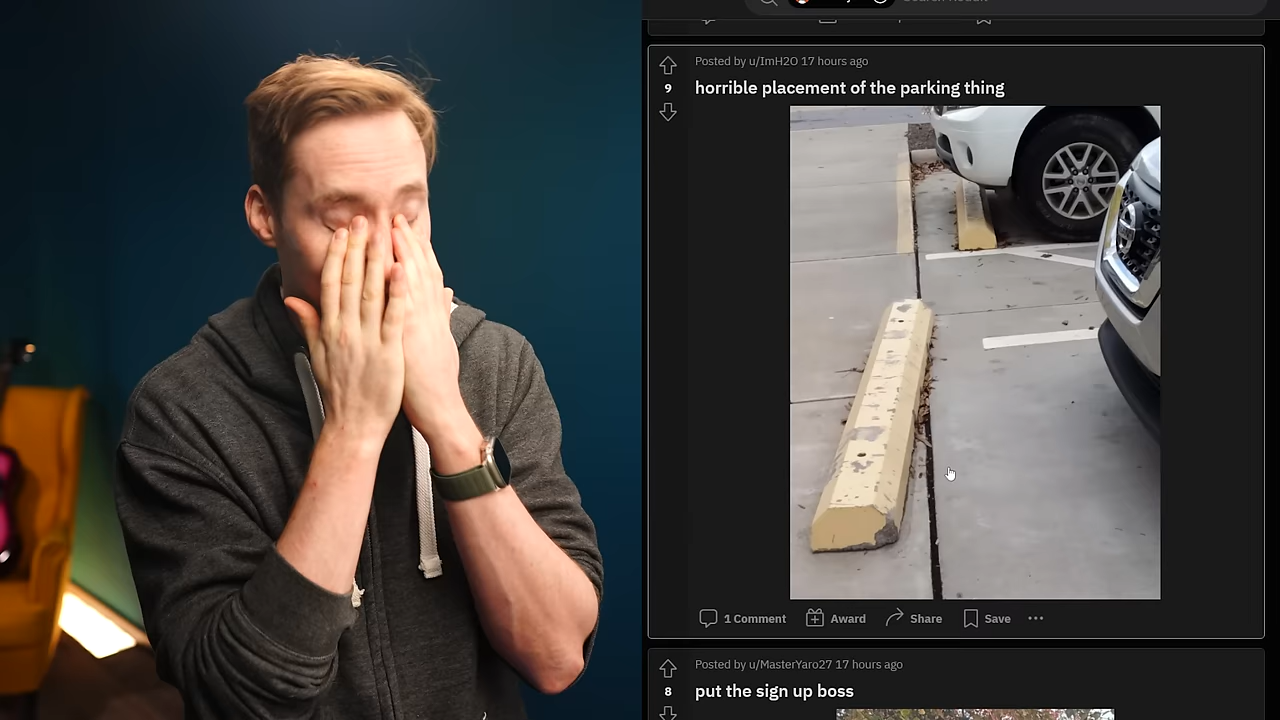 Posted by u/ImH2O 17 hours ago
9
horrible placement of the parking thing
1 Comment
Award
Share
Save
Posted by u/MasterYaro27 17 hours ago
8
put the sign up boss